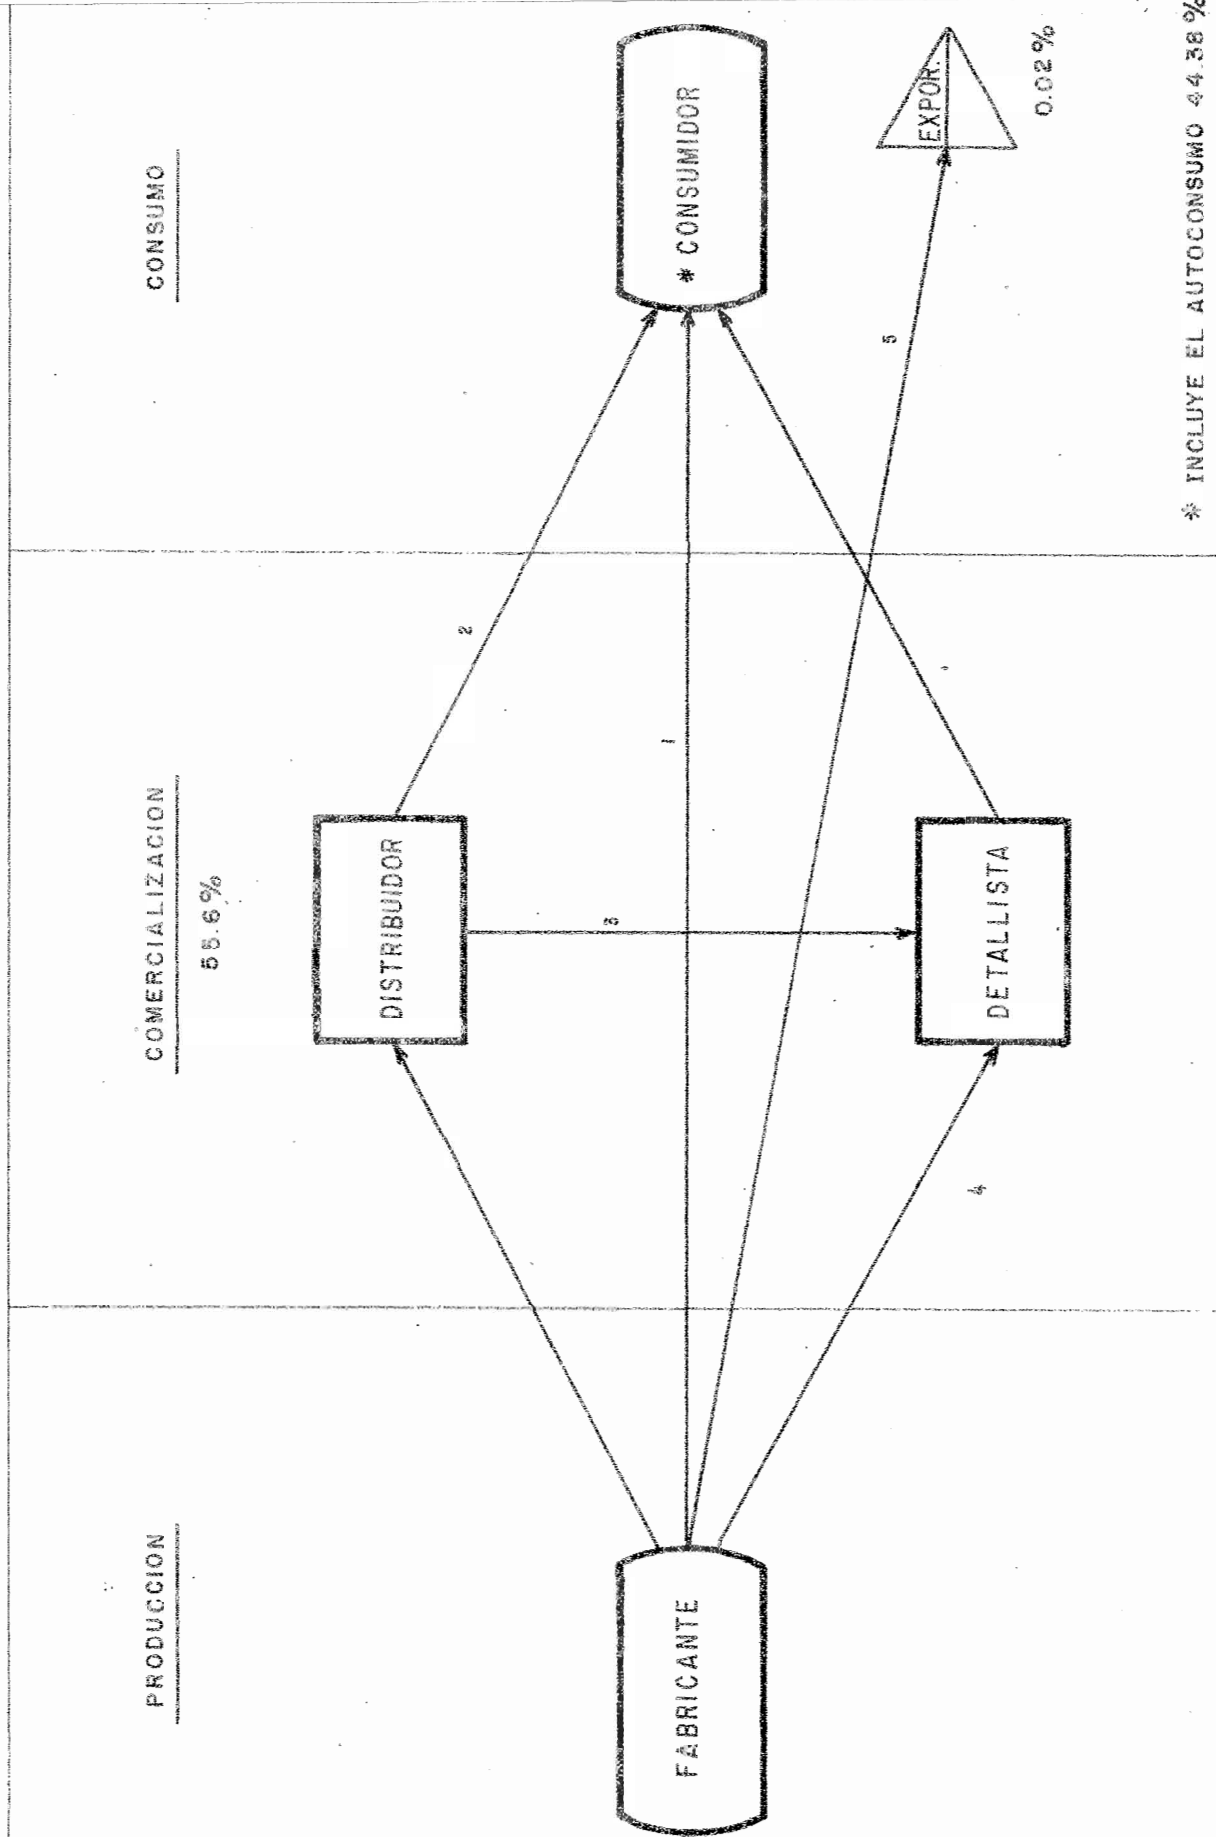 PRODUCCION
COMERCIALIZACION
55.6%
CONSUMO
DISTRIBUIDOR
2
FABRICANTE
1
3
* CONSUMIDOR
5
4
DETALLISTA
EXPOR.
0.02%
* INCLUYE EL AUTOCONSUMO 44.38%